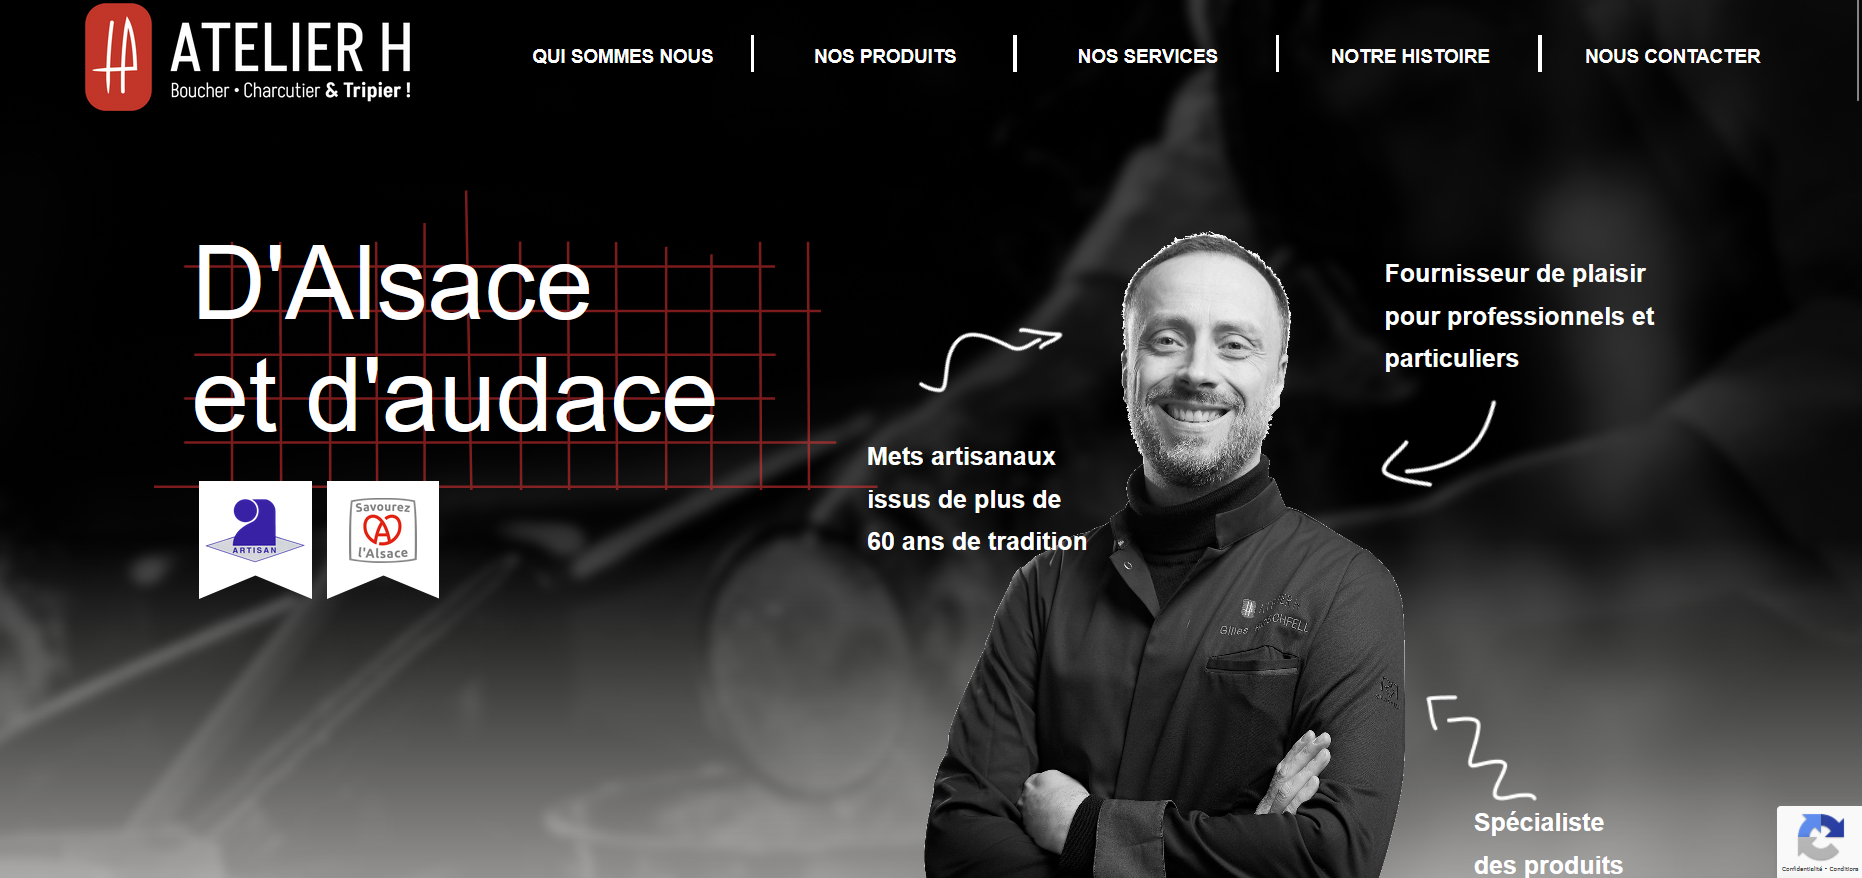 ATELIER H
Boucher • Charcutier & Tripier !
QUI SOMMES NOUS
NOS PRODUITS
NOS SERVICES
NOTRE HISTOIRE
NOUS CONTACTER
D'Alsace
et d'audace
ARTISAN
Savourez
l'Alsace
Mets artisanaux
issus de plus de
60 ans de tradition
Fournisseur de plaisir
pour professionnels et
particuliers
Gilles
Spécialiste
des produits
Confidentialité - Conditions